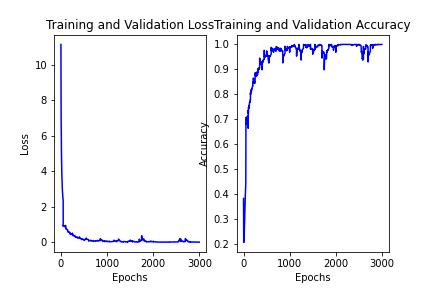 Training and Validation Loss
Training and Validation Accuracy
Loss
10
8
6
4
2
0
0 1000 2000 3000
Epochs
Accuracy
1.0
0.9
0.8
0.7
0.6
0.5
0.4
0.3
0.2
0 1000 2000 3000
Epochs